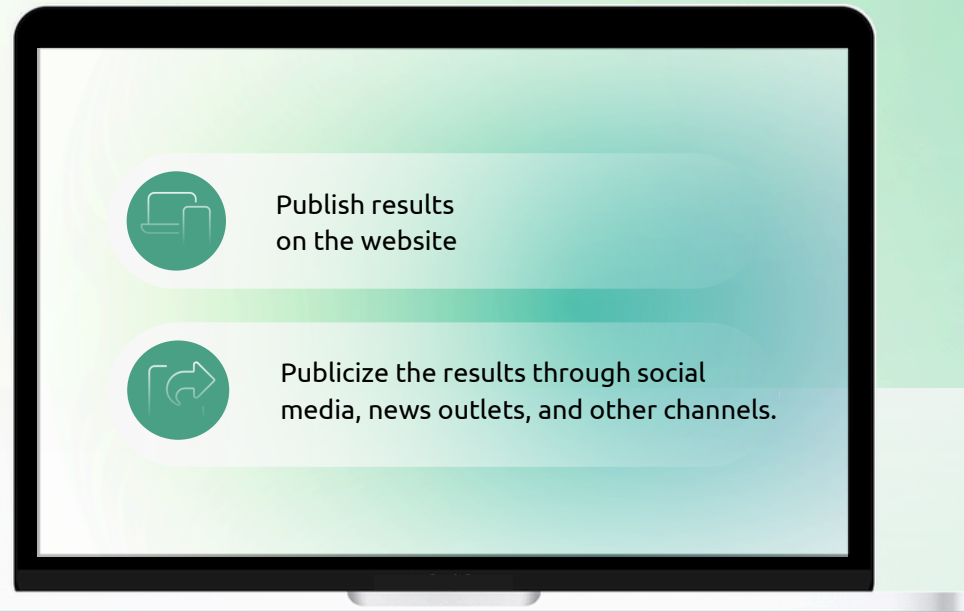 Publish results
on the website
Publicize the results through social
media, news outlets, and other channels.